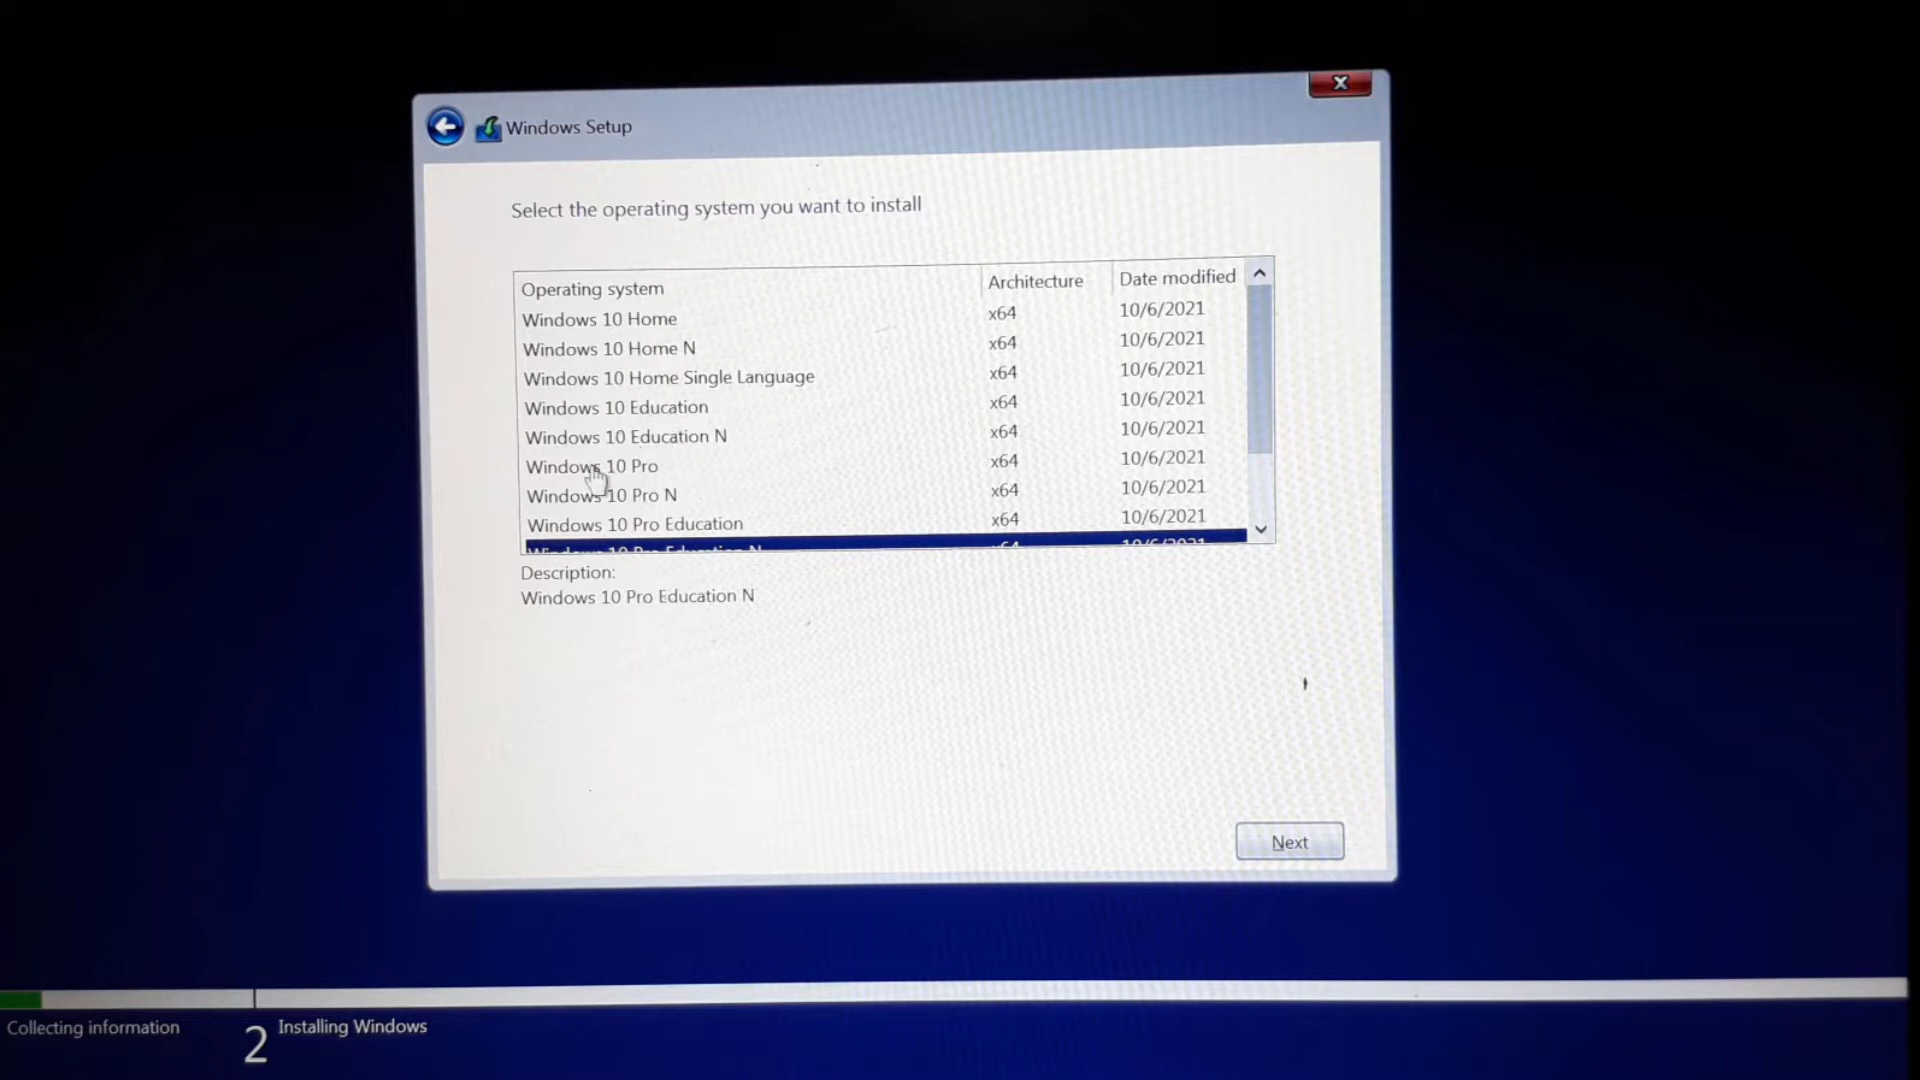 Windows Setup
Select the operating system you want to install
Operating system Architecture Date modified
Windows 10 Home x64 10/6/2021
Windows 10 Home N x64 10/6/2021
Windows 10 Home Single Language x64 10/6/2021
Windows 10 Education x64 10/6/2021
Windows 10 Education N x64 10/6/2021
Windows 10 Pro x64 10/6/2021
Windows 10 Pro N x64 10/6/2021
Windows 10 Pro Education x64 10/6/2021
Windows 10 Pro Education N x64 10/6/2021
Description:
Windows 10 Pro Education N
Next
Collecting information
2 Installing Windows